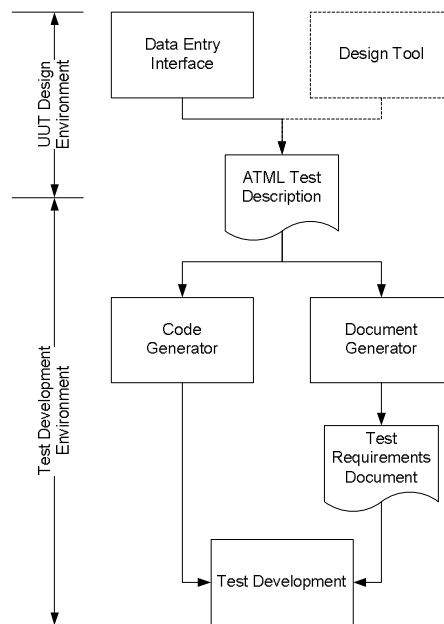 UUT Design
Environment
Data Entry
Interface
Design Tool
ATML Test
Description
Test Development
Environment
Code
Generator
Document
Generator
Test
Requirements
Document
Test Development